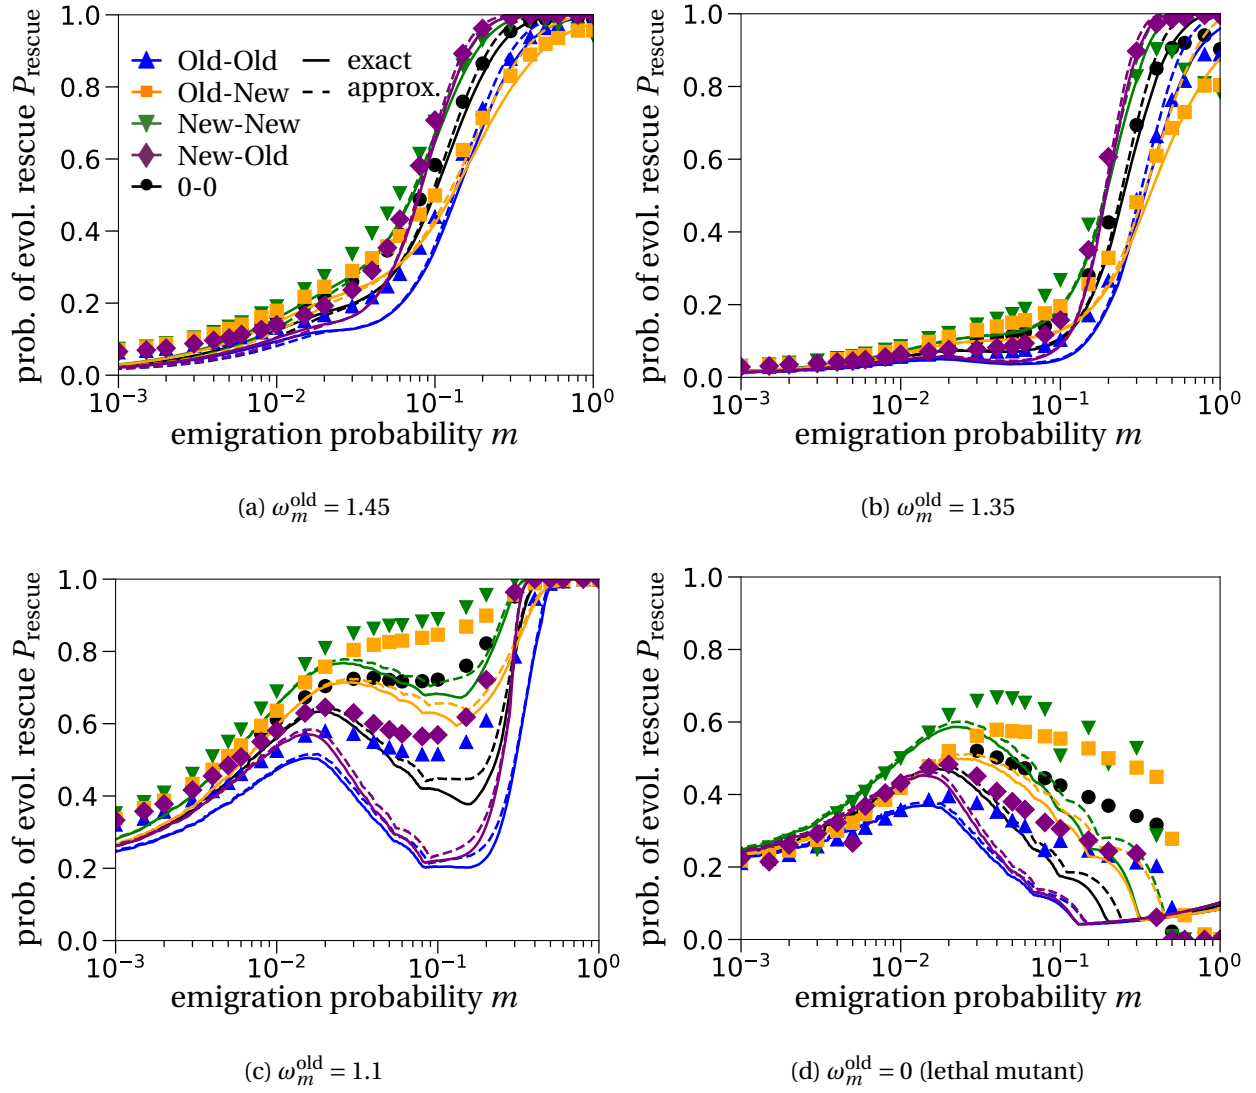 prob. of evol. rescue P_rescue
1.0
0.8
0.6
0.4
0.2
0.0
Old-Old
Old-New
New-New
New-Old
0-0
exact
approx.
10^−3 10^−2 10^−1 10^0
emigration probability m
(a) ω_m^old = 1.45
prob. of evol. rescue P_rescue
1.0
0.8
0.6
0.4
0.2
0.0
10^−3 10^−2 10^−1 10^0
emigration probability m
(b) ω_m^old = 1.35
prob. of evol. rescue P_rescue
1.0
0.8
0.6
0.4
0.2
0.0
10^−3 10^−2 10^−1 10^0
emigration probability m
(c) ω_m^old = 1.1
prob. of evol. rescue P_rescue
1.0
0.8
0.6
0.4
0.2
0.0
10^−3 10^−2 10^−1 10^0
emigration probability m
(d) ω_m^old = 0 (lethal mutant)